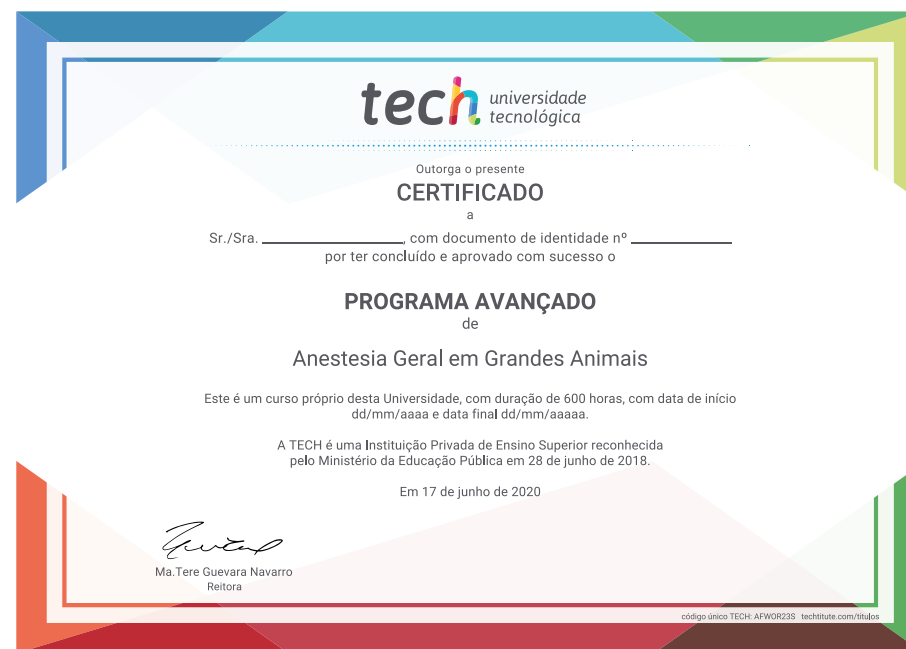 tech universidade
tecnológica
Outorga o presente
CERTIFICADO
a
Sr./Sra. ______________, com documento de identidade nº __________
por ter concluído e aprovado com sucesso o
PROGRAMA AVANÇADO
de
Anestesia Geral em Grandes Animais
Este é um curso próprio desta Universidade, com duração de 600 horas, com data de início
dd/mm/aaaa e data final dd/mm/aaaaa.
A TECH é uma Instituição Privada de Ensino Superior reconhecida
pelo Ministério da Educação Pública em 28 de junho de 2018.
Em 17 de junho de 2020
Ma.Tere Guevara Navarro
Reitora
código único TECH: AFWOR23S techtitute.com/titulos